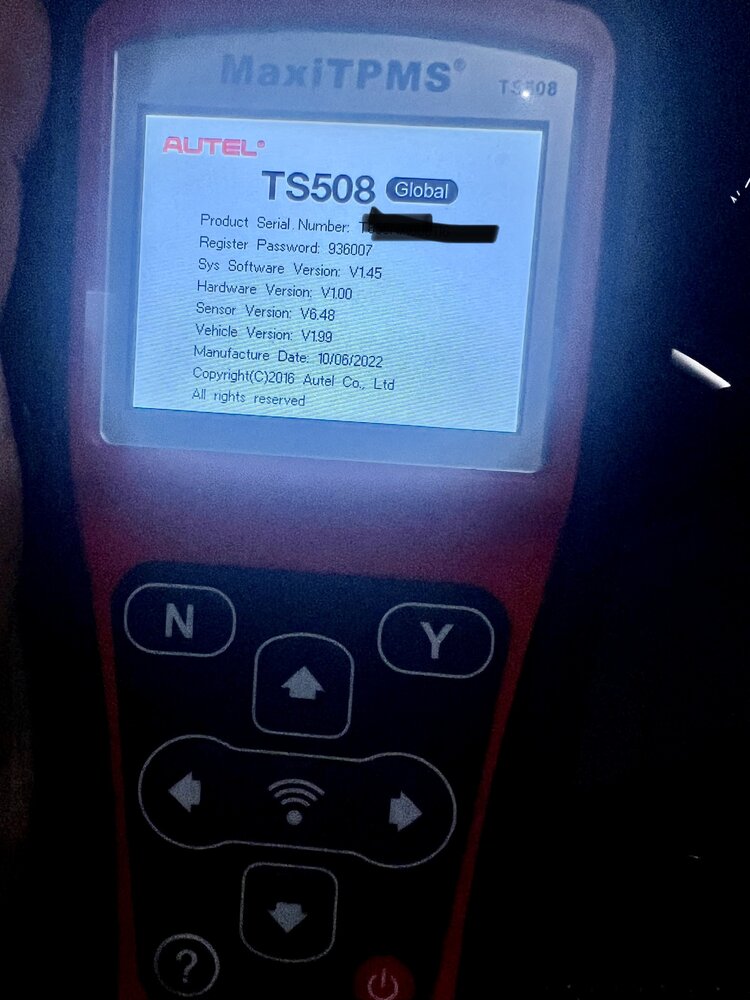 MaxiTPMS®
TS508
AUTEL®
TS508 Global
Product Serial Number:
Register Password: 936007
Sys Software Version: V1.45
Hardware Version: V1.00
Sensor Version: V6.48
Vehicle Version: V1.99
Manufacture Date: 10/06/2022
Copyright(C)2016 Autel Co., Ltd
All rights reserved
N
Y
?